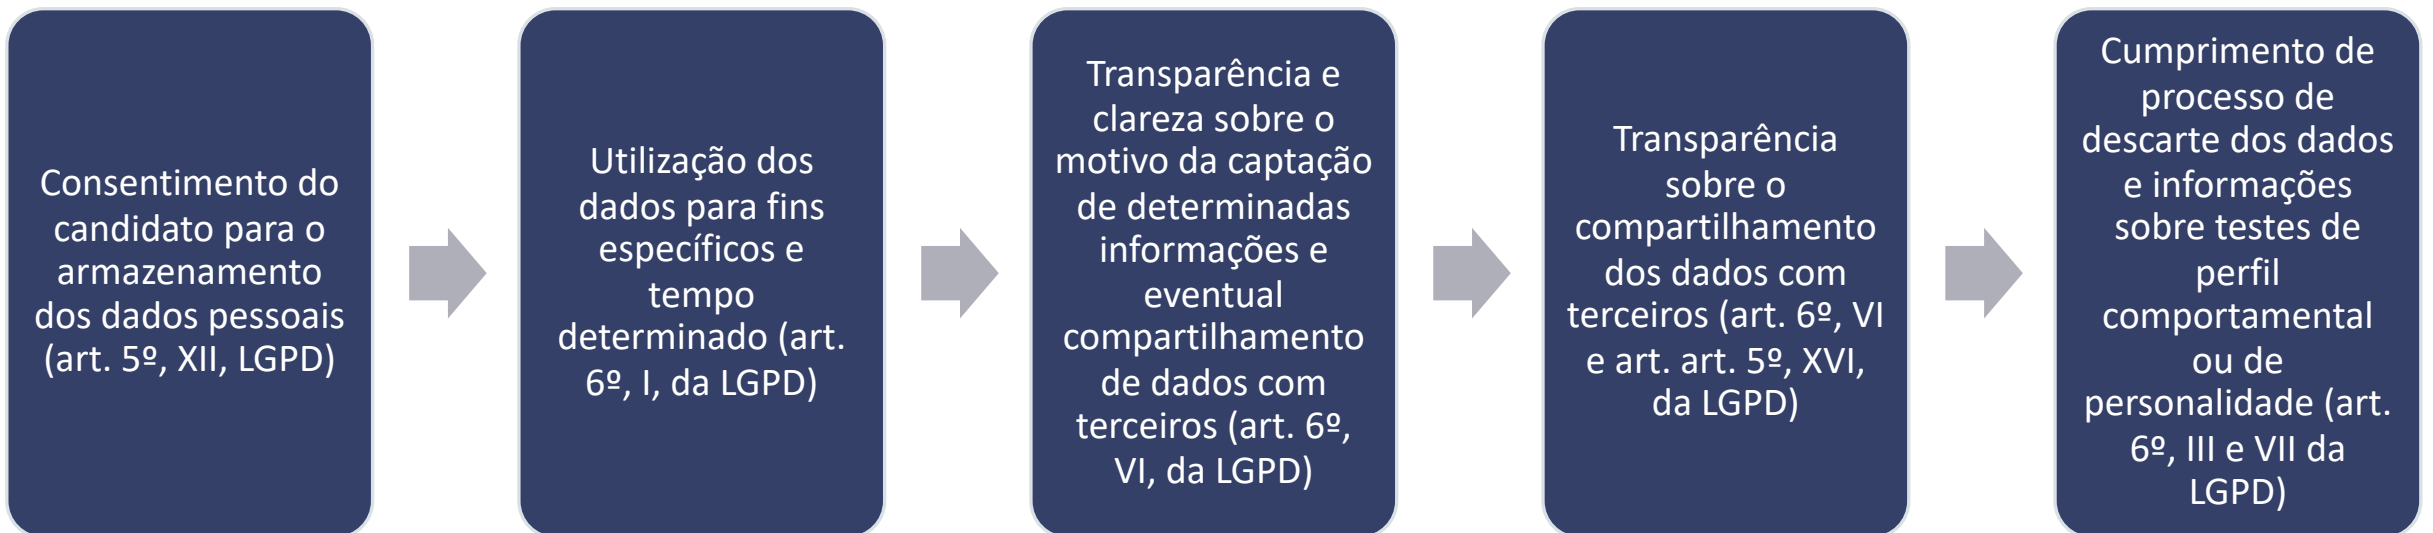 Consentimento do
candidato para o
armazenamento
dos dados pessoais
(art. 5º, XII, LGPD)
Utilização dos
dados para fins
específicos e
tempo
determinado (art.
6º, I, da LGPD)
Transparência e
clareza sobre o
motivo da captação
de determinadas
informações e
eventual
compartilhamento
de dados com
terceiros (art. 6º,
VI, da LGPD)
Transparência
sobre o
compartilhamento
dos dados com
terceiros (art. 6º, VI
e art. art. 5º, XVI,
da LGPD)
Cumprimento de
processo de
descarte dos dados
e informações
sobre testes de
perfil
comportamental
ou de
personalidade (art.
6º, III e VII da
LGPD)